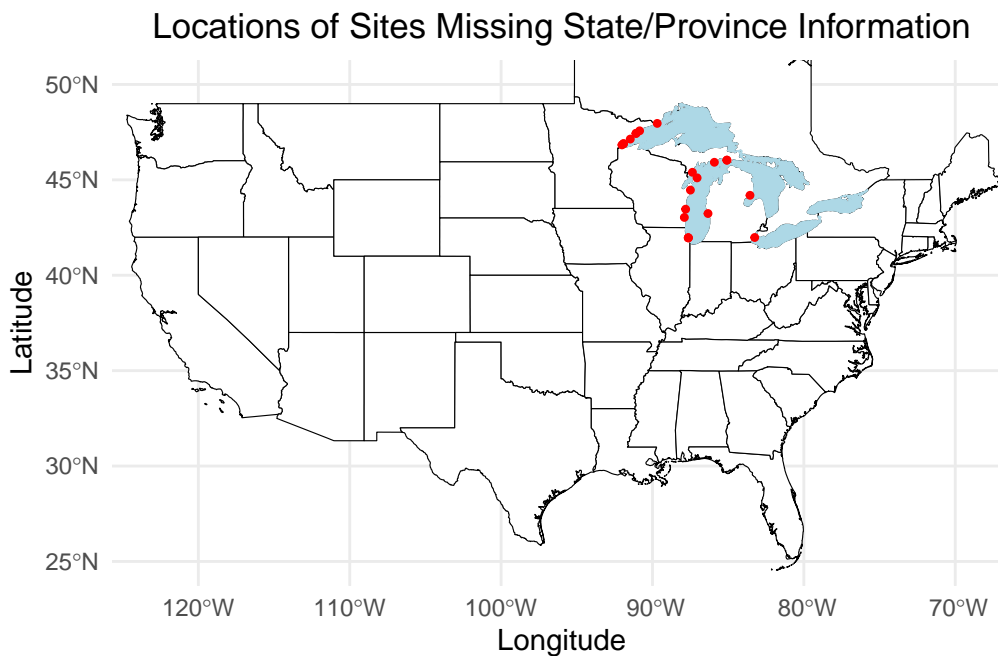 Locations of Sites Missing State/Province Information
50°N
45°N
40°N
35°N
30°N
25°N
Latitude
120°W 110°W 100°W 90°W 80°W 70°W
Longitude